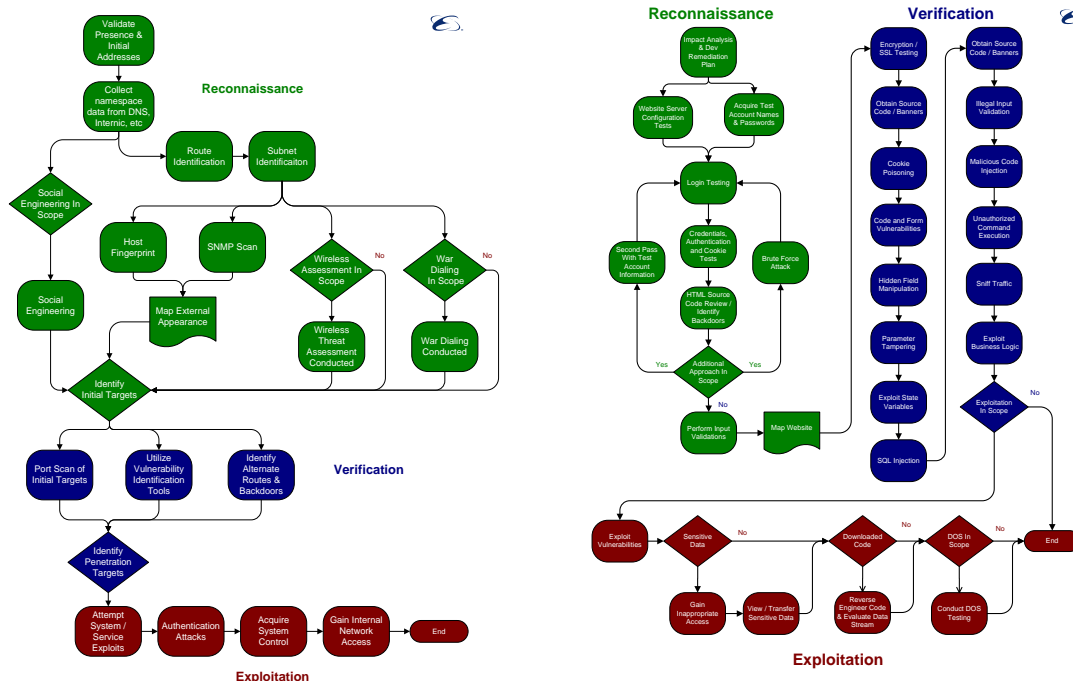 Validate
Presence &
Initial
Addresses
Collect
namespace
data from DNS,
Internic, etc
Reconnaissance
Route
Identification
Subnet
Identificaiton
Social
Engineering In
Scope
Host
Fingerprint
SNMP Scan
Wireless
Assessment In
Scope
No
War
Dialing
In Scope
No
Social
Engineering
Map External
Appearance
Wireless
Threat
Assessment
Conducted
War Dialing
Conducted
Identify
Initial Targets
Port Scan of
Initial Targets
Utilize
Vulnerability
Identification
Tools
Identify
Alternate
Routes &
Backdoors
Verification
Identify
Penetration
Targets
Attempt
System /
Service
Exploits
Authentication
Attacks
Acquire
System
Control
Gain Internal
Network
Access
End
Exploitation
Reconnaissance
Verification
Impact Analysis
& Dev
Remediation
Plan
Website Server
Configuration
Tests
Acquire Test
Account Names
& Passwords
Login Testing
Second Pass
With Test
Account
Information
Credentials,
Authentication
and Cookie
Tests
Brute Force
Attack
HTML Source
Code Review /
Identify
Backdoors
Yes
Additional
Approach In
Scope
Yes
No
Perform Input
Validations
Map Website
Encryption /
SSL Testing
Obtain Source
Code / Banners
Cookie
Poisoning
Code and Form
Vulnerabilities
Hidden Field
Manipulation
Parameter
Tampering
Exploit State
Variables
SQL Injection
Obtain Source
Code / Banners
Illegal Input
Validation
Malicious Code
Injection
Unauthorized
Command
Execution
Sniff Traffic
Exploit
Business Logic
Exploitation
In Scope
No
Exploit
Vulnerabilities
Sensitive
Data
No
Downloaded
Code
No
DOS In
Scope
No
End
Gain
Inappropriate
Access
View / Transfer
Sensitive Data
Reverse
Engineer Code
& Evaluate Data
Stream
Conduct DOS
Testing
Exploitation